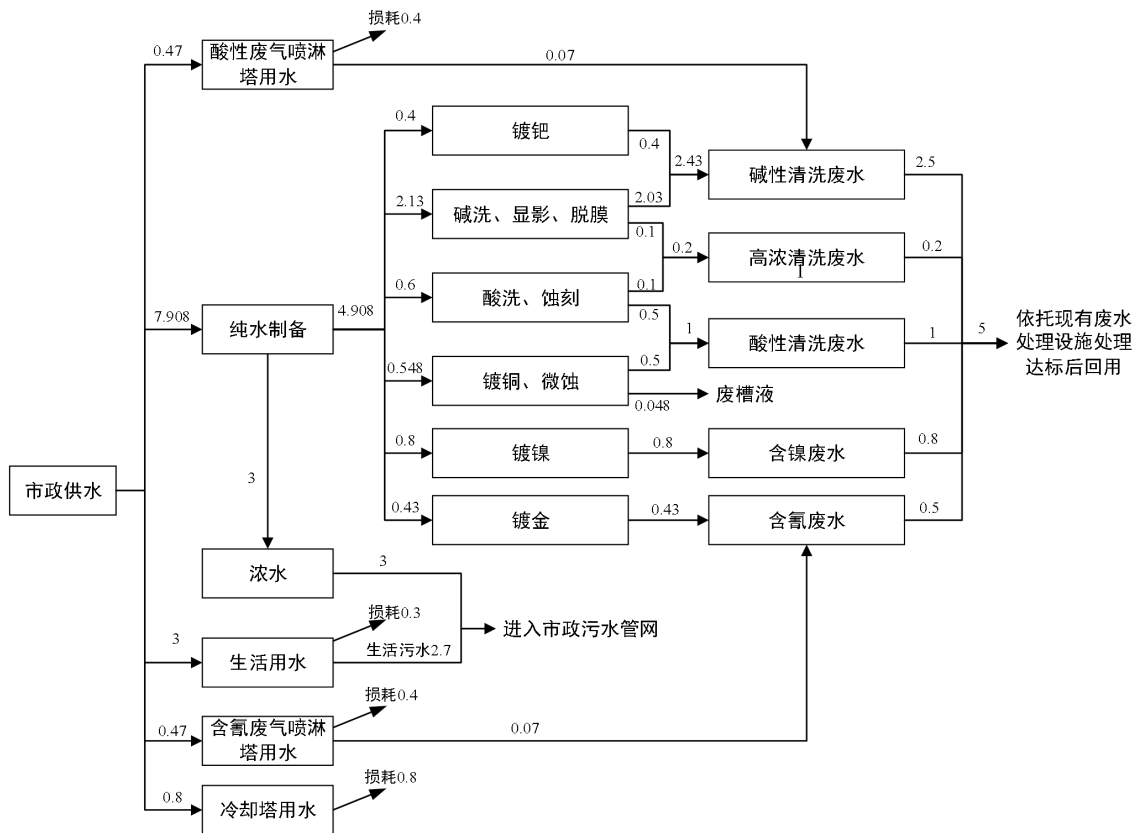 损耗0.4
0.47
酸性废气喷淋
塔用水
0.07
0.4
镀钯
0.4
2.43
碱性清洗废水
2.5
2.13
碱洗、显影、脱膜
2.03
0.1
0.2
高浓清洗废水
0.2
0.6
酸洗、蚀刻
0.1
0.5
7.908
纯水制备
4.908
1
酸性清洗废水
1
5
依托现有废水
处理设施处理
达标后回用
0.548
镀铜、微蚀
0.5
0.048
废槽液
3
0.8
镀镍
0.8
含镍废水
0.8
市政供水
0.43
镀金
0.43
含氰废水
0.5
浓水
3
损耗0.3
进入市政污水管网
3
生活用水
生活污水2.7
损耗0.4
0.47
含氰废气喷淋
塔用水
0.07
损耗0.8
0.8
冷却塔用水